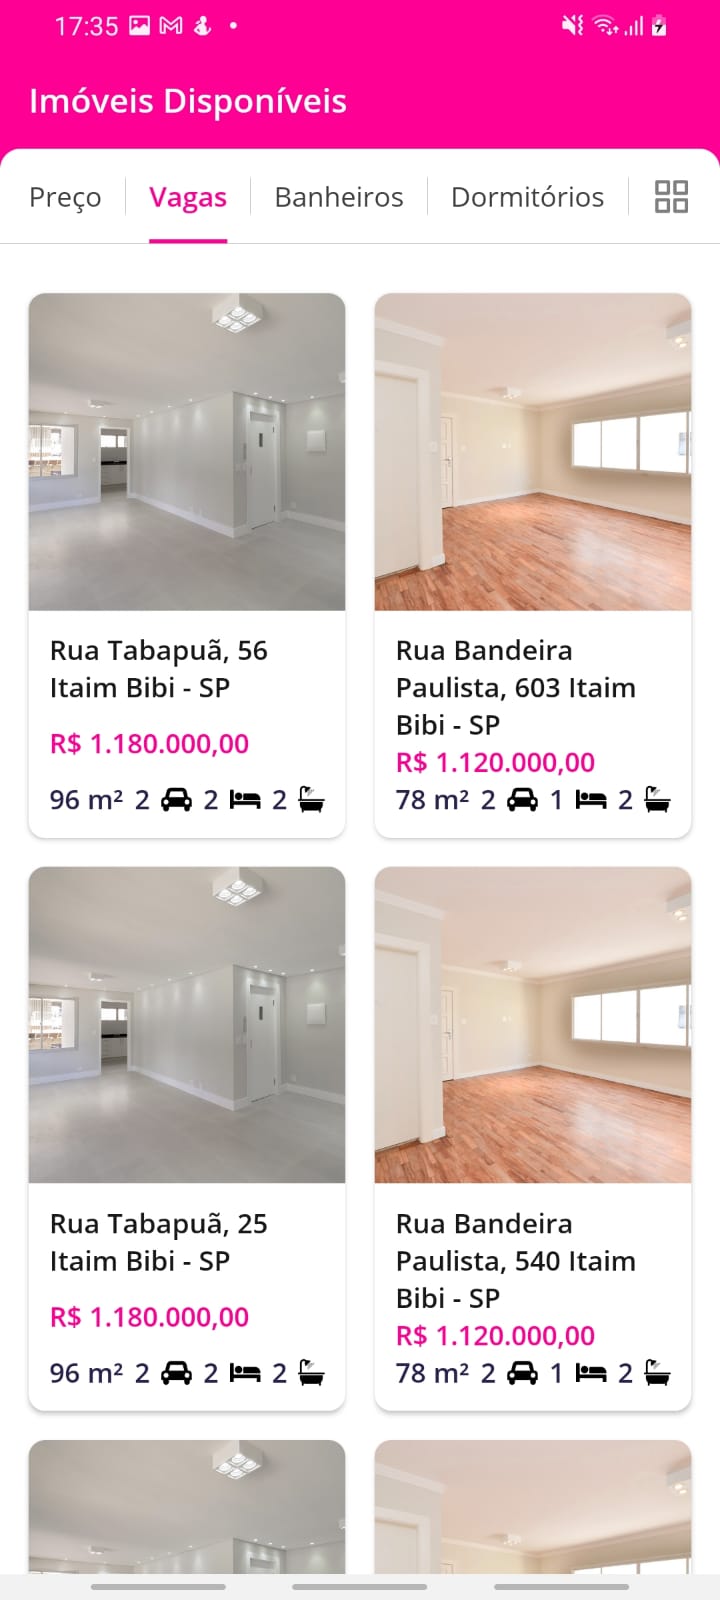 17:35
Imóveis Disponíveis
Preço Vagas Banheiros Dormitórios
Rua Tabapuã, 56
Itaim Bibi - SP
R$ 1.180.000,00
96 m² 2 2 2
Rua Bandeira
Paulista, 603 Itaim
Bibi - SP
R$ 1.120.000,00
78 m² 2 1 2
Rua Tabapuã, 25
Itaim Bibi - SP
R$ 1.180.000,00
96 m² 2 2 2
Rua Bandeira
Paulista, 540 Itaim
Bibi - SP
R$ 1.120.000,00
78 m² 2 1 2